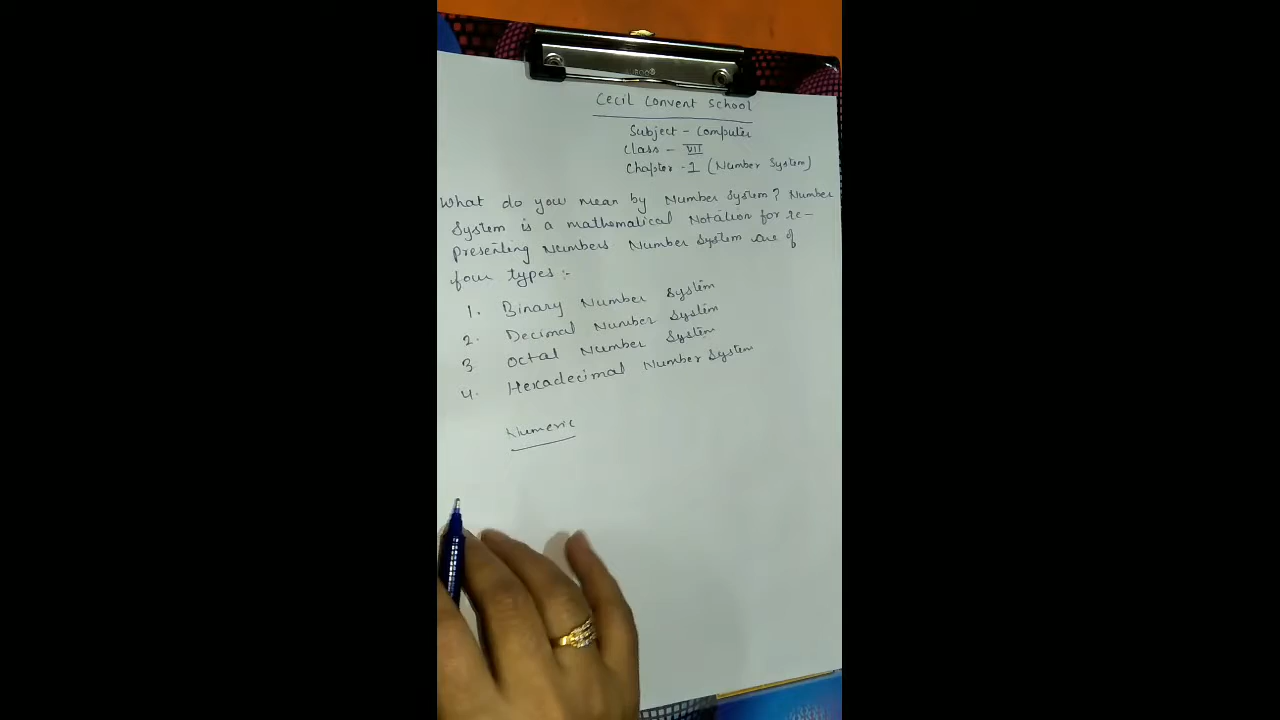 Cecil Convent School
Subject - Computer
Class - VII
Chapter - 1 (Number System)
What do you mean by Number System? Number
System is a mathematical Notation for re-
presenting Numbers Number System are of
four types :-
1. Binary Number System
2. Decimal Number System
3 Octal Number System
4. Hexadecimal Number System
Numeric